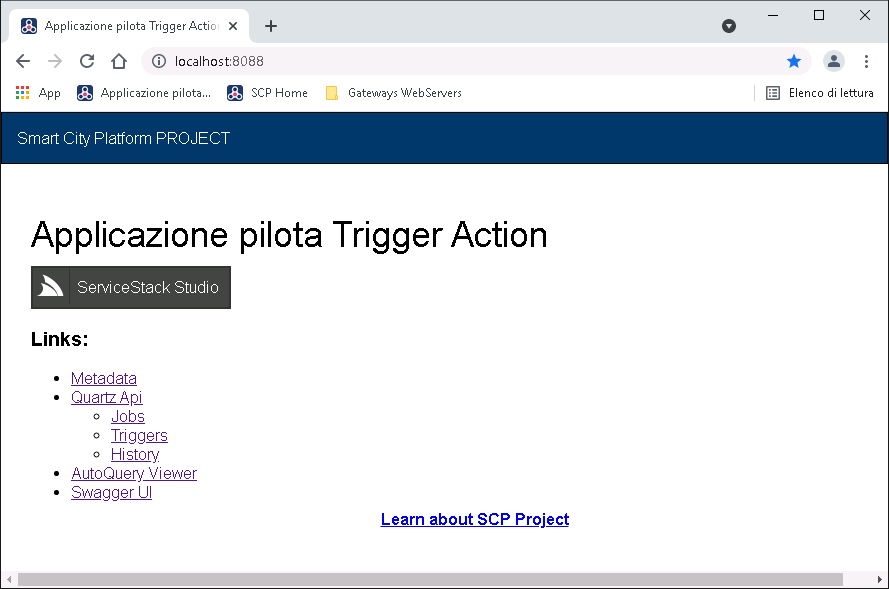 Applicazione pilota Trigger Action
localhost:8088
App Applicazione pilota... SCP Home Gateways WebServers Elenco di lettura
Smart City Platform PROJECT
Applicazione pilota Trigger Action
ServiceStack Studio
Links:
Metadata
Quartz Api
Jobs
Triggers
History
AutoQuery Viewer
Swagger UI
Learn about SCP Project